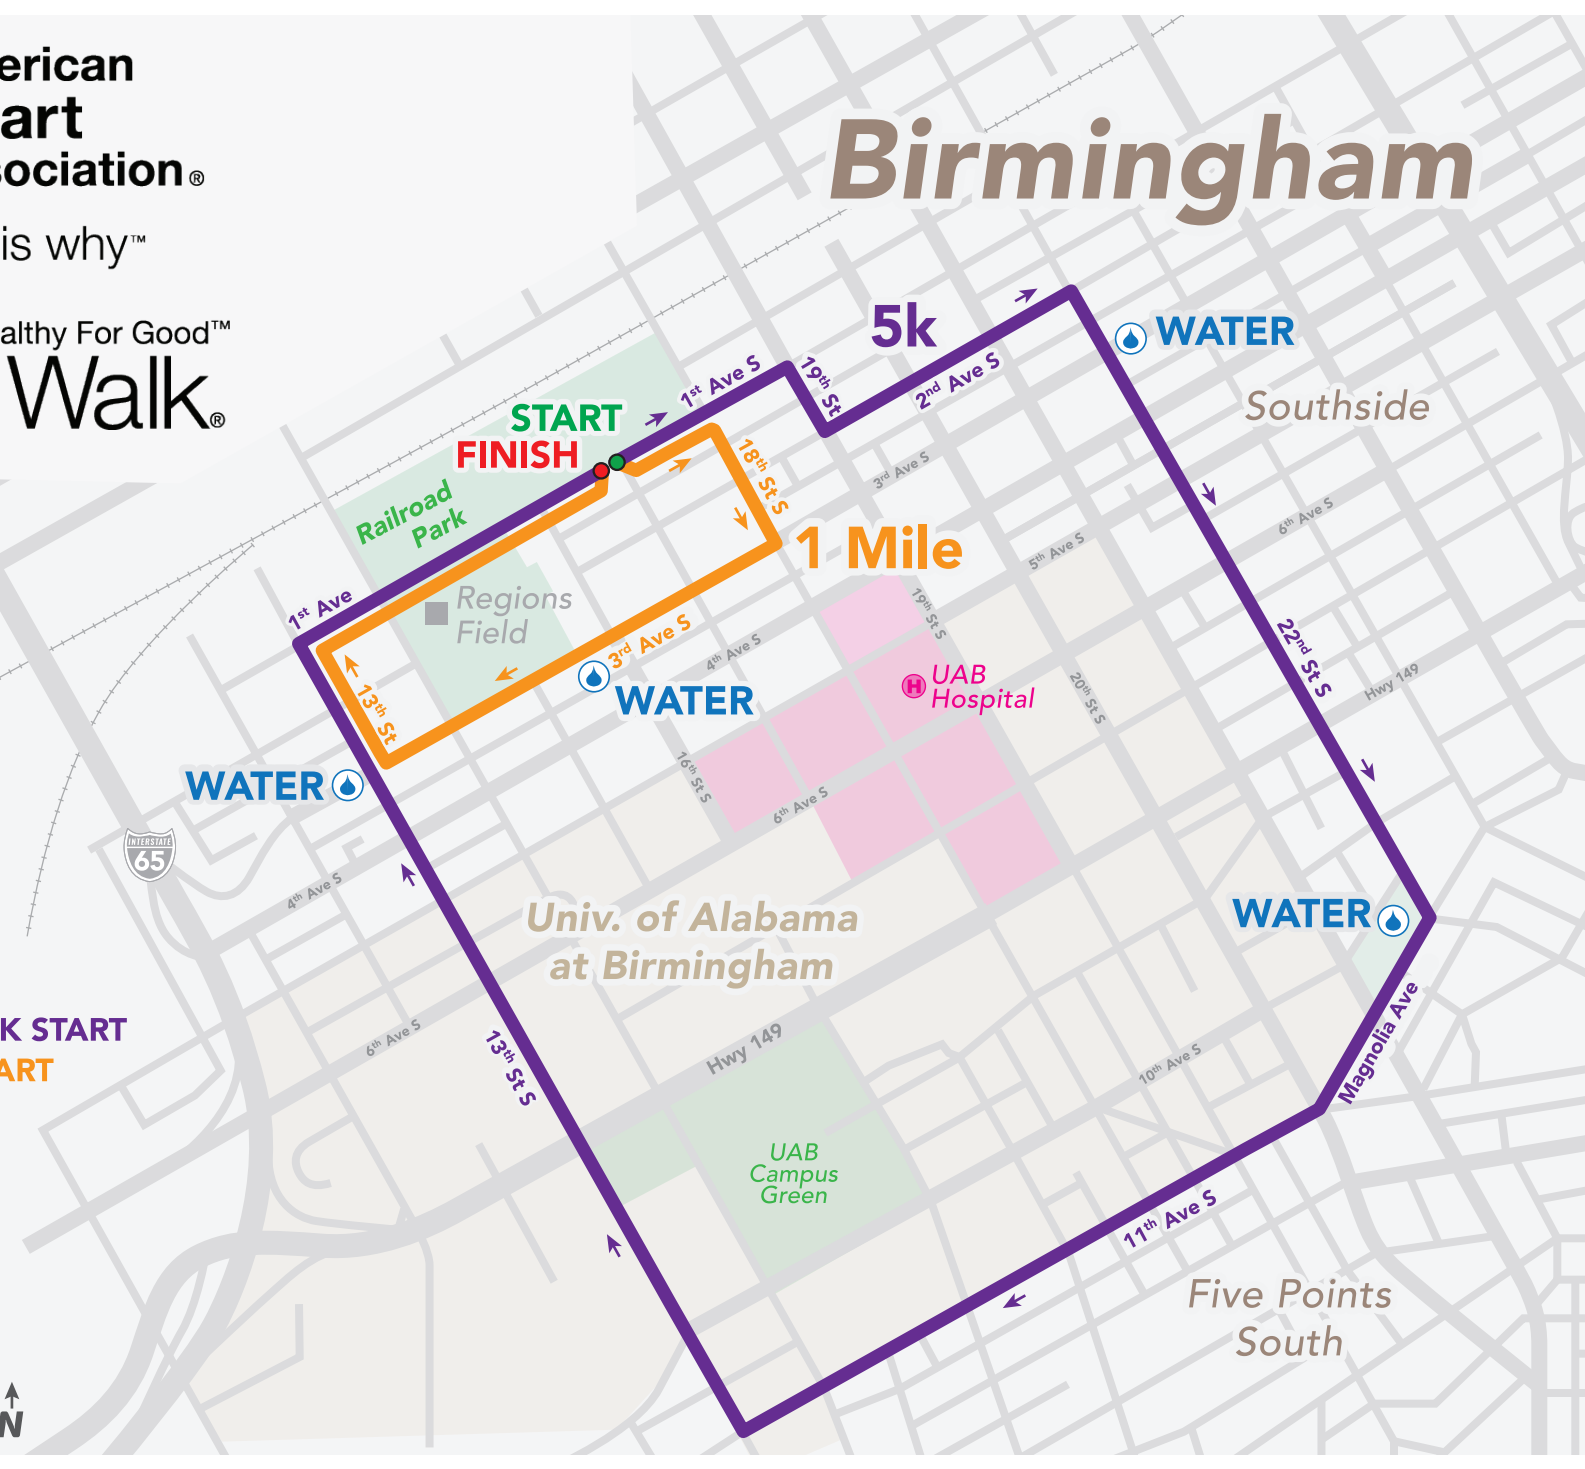 erican
art
sociation®
is why™
althy For Good™
Walk®
Birmingham
5k
WATER
Southside
1st Ave S
19th St
2nd Ave S
START
FINISH
18th St S
3rd Ave S
6th Ave S
Railroad
Park
1 Mile
5th Ave S
1st Ave
Regions
Field
19th St S
3rd Ave S
4th Ave S
22nd St S
Hwy 149
H
UAB
Hospital
20th St S
WATER
13th St
16th St S
WATER
6th Ave S
INTERSTATE
65
4th Ave S
Univ. of Alabama
at Birmingham
WATER
K START
ART
6th Ave S
13th St S
Hwy 149
10th Ave S
Magnolia Ave
UAB
Campus
Green
11th Ave S
Five Points
South
N